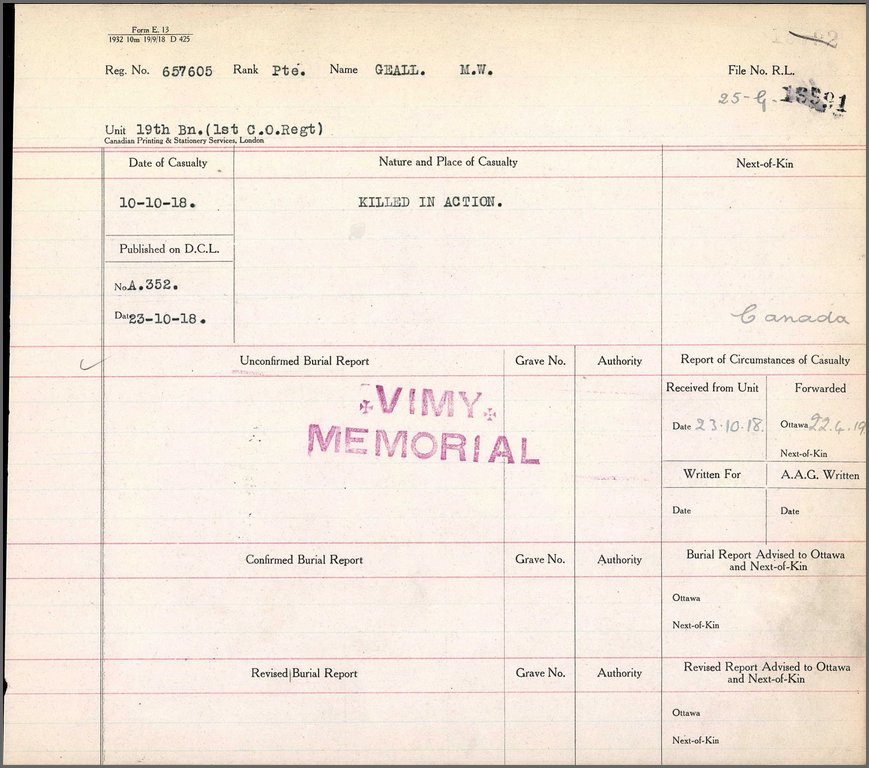 Form E. 13
1932 10m 19/9/18 D 425
Reg. No. 657605 Rank Pte. Name GEALL. M.W.
File No. R.L.
25-G.
Unit 19th Bn.(1st C.O.Regt)
Canadian Printing & Stationery Services, London
Date of Casualty Nature and Place of Casualty Next-of-Kin
10-10-18. KILLED IN ACTION.
Published on D.C.L.
No A.352.
Date 23-10-18.
Canada
Unconfirmed Burial Report Grave No. Authority Report of Circumstances of Casualty
Received from Unit Forwarded
VIMY
MEMORIAL
Date 23.10.18. Ottawa 22.4.19
Next-of-Kin
Written For A.A.G. Written
Date Date
Confirmed Burial Report Grave No. Authority Burial Report Advised to Ottawa
and Next-of-Kin
Ottawa
Next-of-Kin
Revised Burial Report Grave No. Authority Revised Report Advised to Ottawa
and Next-of-Kin
Ottawa
Next-of-Kin